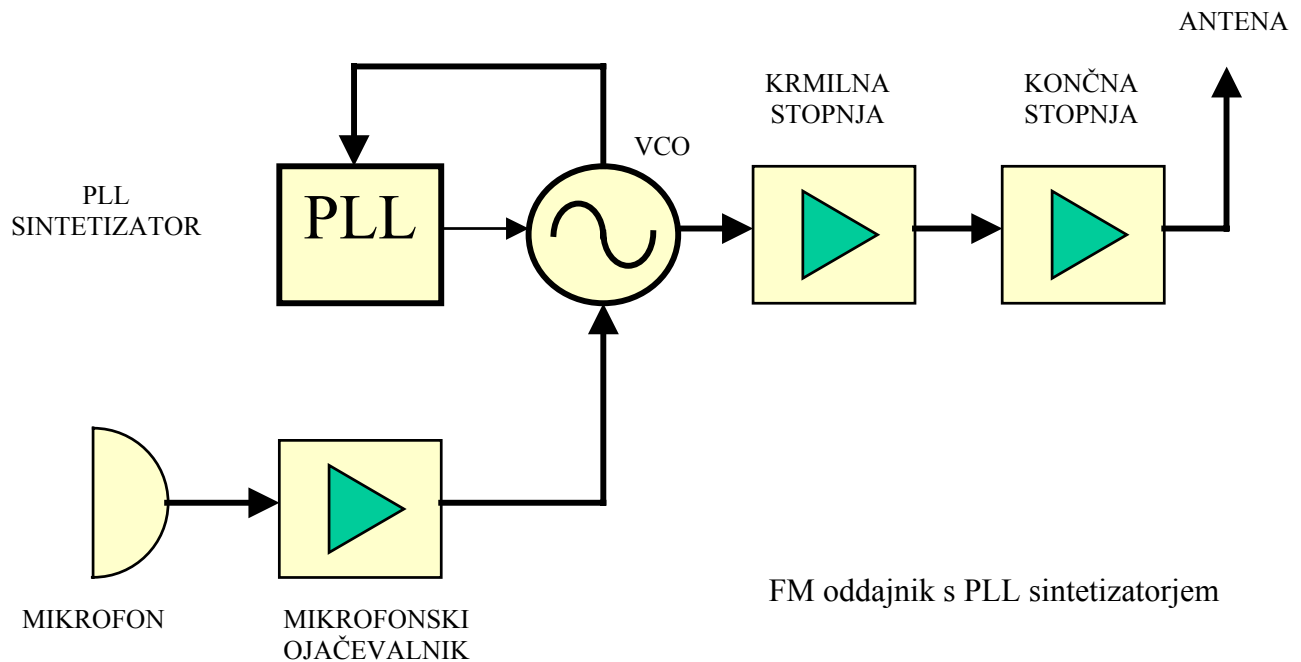 ANTENA
KRMILNA
STOPNJA
KONČNA
STOPNJA
VCO
PLL
SINTETIZATOR
PLL
MIKROFON
MIKROFONSKI
OJAČEVALNIK
FM oddajnik s PLL sintetizatorjem